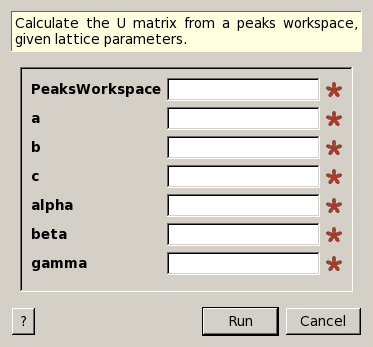 Calculate the U matrix from a peaks workspace,
given lattice parameters.
PeaksWorkspace
a
b
c
alpha
beta
gamma
? Run Cancel